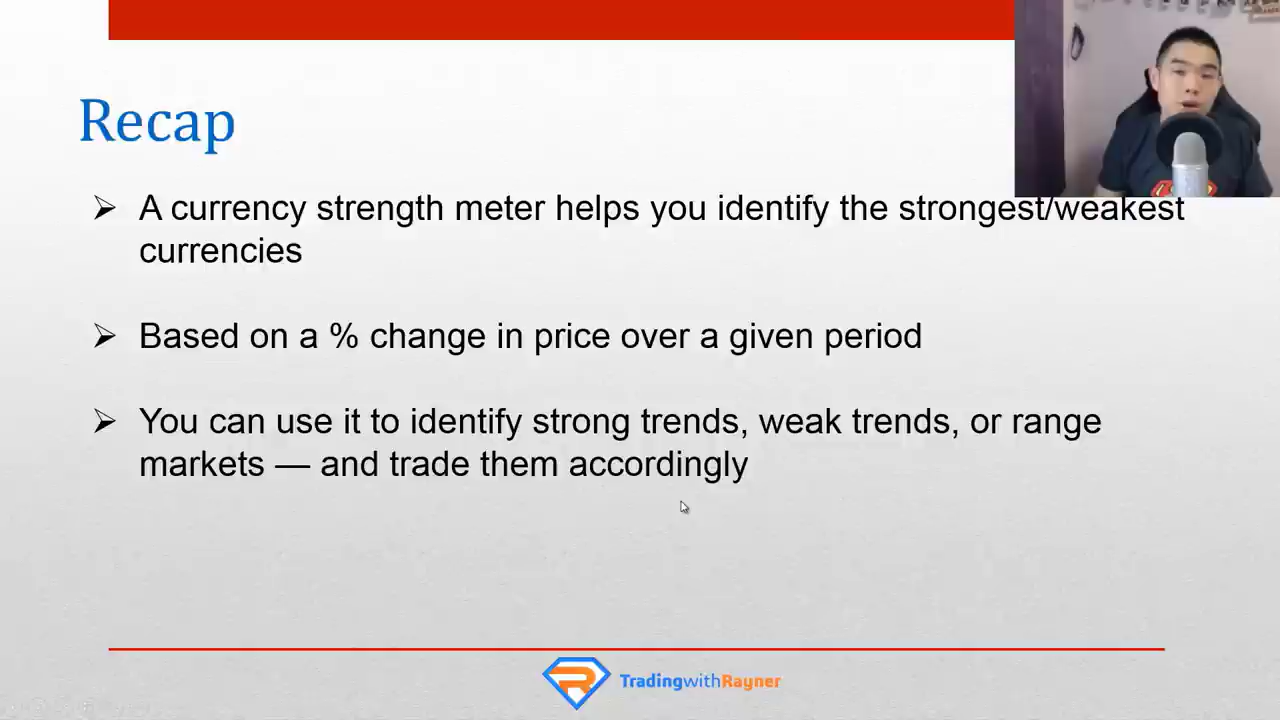 Recap
A currency strength meter helps you identify the strongest/weakest
currencies
Based on a % change in price over a given period
You can use it to identify strong trends, weak trends, or range
markets — and trade them accordingly
TradingwithRayner